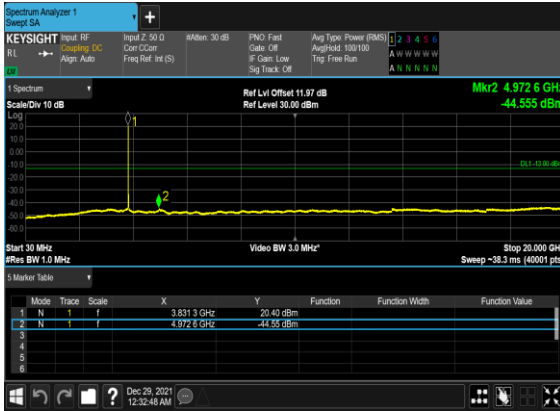 Spectrum Analyzer 1
Swept SA
+
KEYSIGHT Input: RF Input Z: 50 Ω #Atten: 30 dB PNO: Fast Avg Type: Power (RMS) 1 2 3 4 5 6
RL Coupling: DC Corr CCorr Gate: Off Avg|Hold: 100/100 A W W W W W
Align: Auto Freq Ref: Int (S) IF Gain: Low Trig: Free Run
Sig Track: Off A N N N N N
1 Spectrum Ref Lvl Offset 11.97 dB Mkr2 4.972 6 GHz
Scale/Div 10 dB Ref Level 30.00 dBm -44.555 dBm
Log
20.0
10.0
0.00
-10.0
-20.0
-30.0
-40.0
-50.0
-60.0
1
DL1 -13.00 dBm
2
Start 30 MHz Video BW 3.0 MHz* Stop 20.000 GH
#Res BW 1.0 MHz Sweep ~38.3 ms (40001 pts
5 Marker Table
Mode Trace Scale X Y Function Function Width Function Value
1 N 1 f 3.831 3 GHz 20.40 dBm
2 N 1 f 4.972 6 GHz -44.55 dBm
3
4
5
6
? Dec 29, 2021
12:32:48 AM